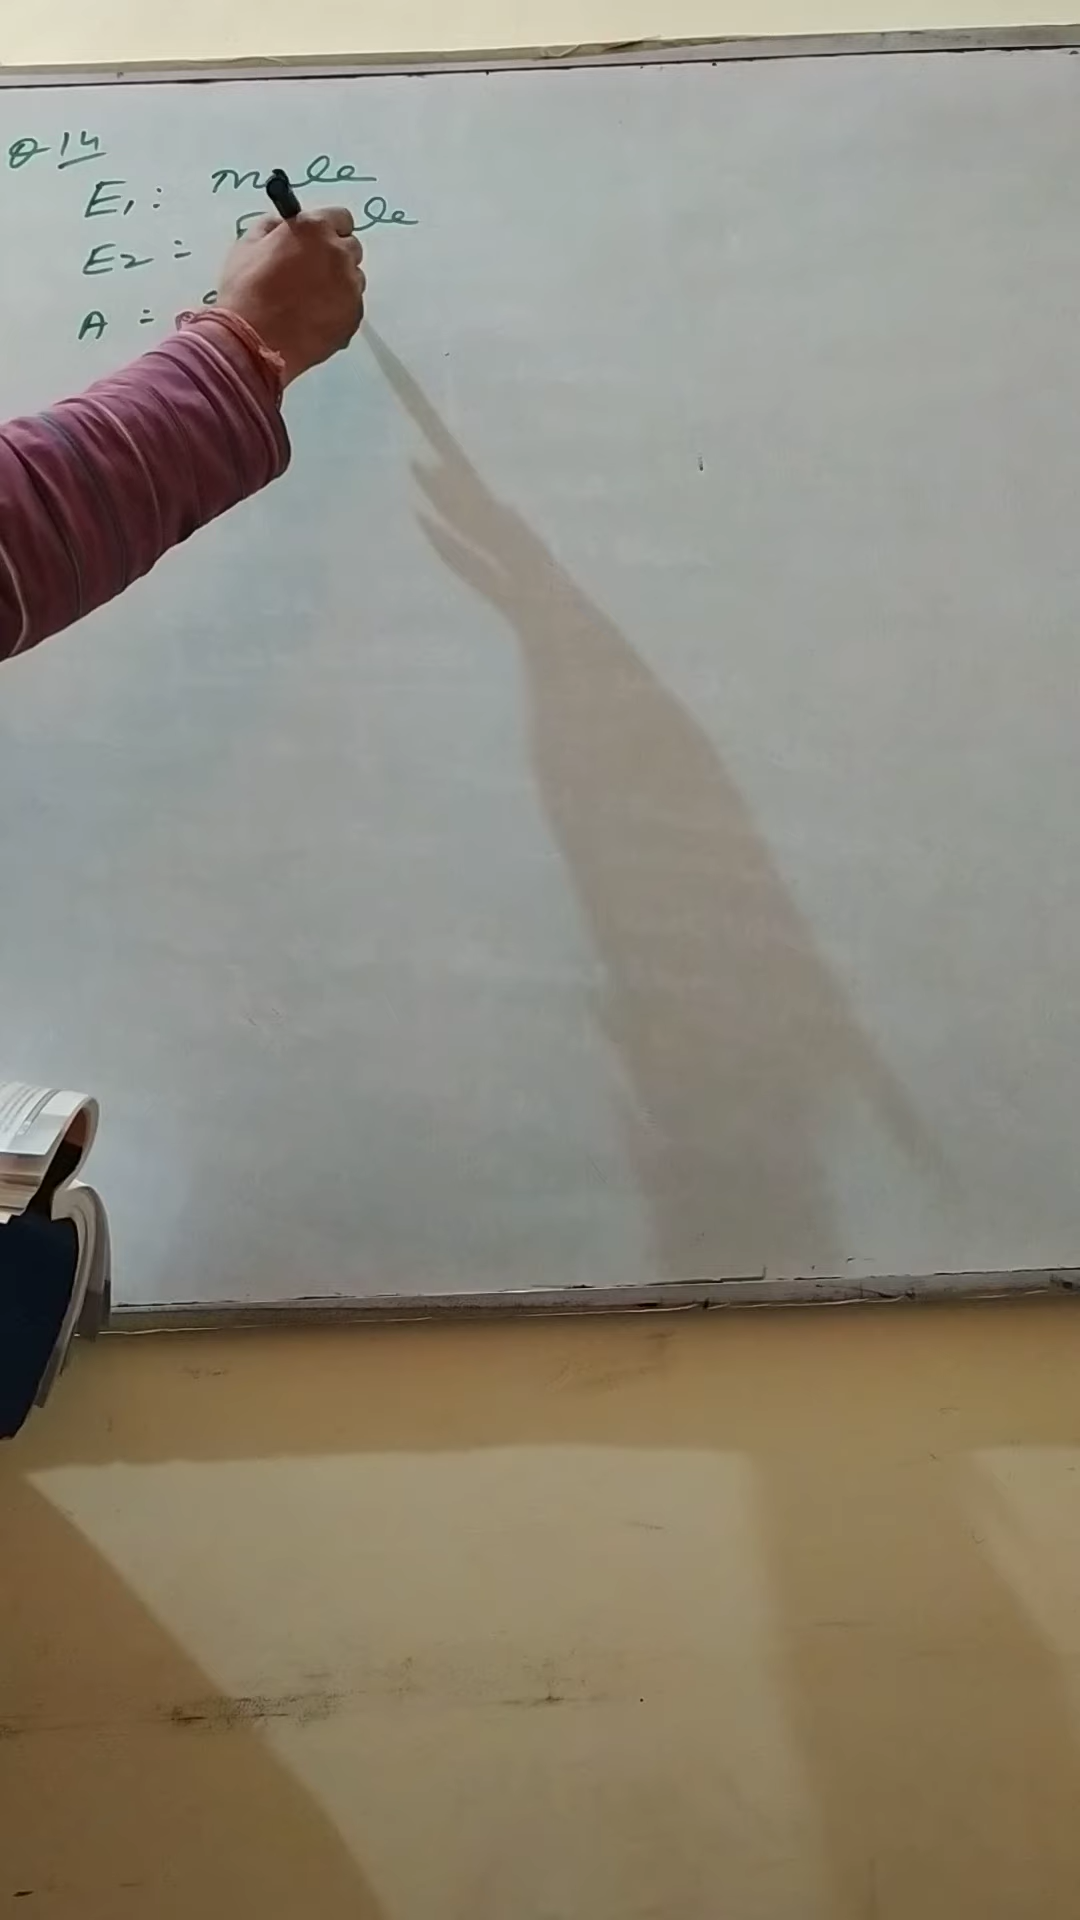 Q 14
E1: male
E2 =
A =